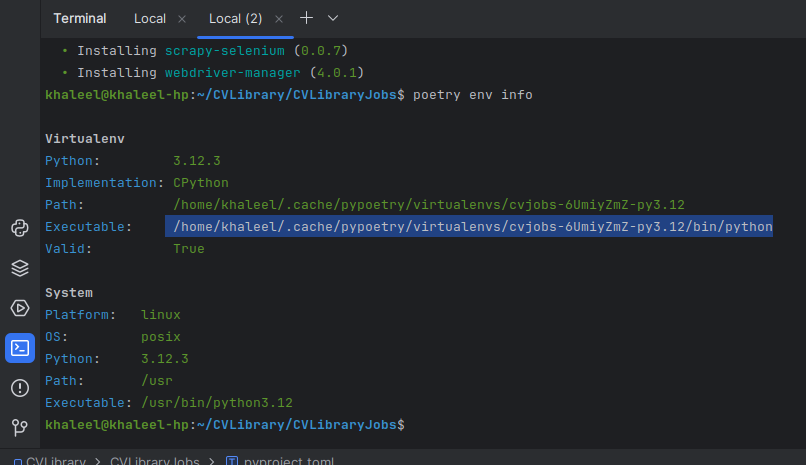 Terminal Local × Local (2) ×
• Installing scrapy-selenium (0.0.7)
• Installing webdriver-manager (4.0.1)
khaleel@khaleel-hp:~/CVLibrary/CVLibraryJobs$ poetry env info
Virtualenv
Python: 3.12.3
Implementation: CPython
Path: /home/khaleel/.cache/pypoetry/virtualenvs/cvjobs-6UmiyZmZ-py3.12
Executable: /home/khaleel/.cache/pypoetry/virtualenvs/cvjobs-6UmiyZmZ-py3.12/bin/python
Valid: True
System
Platform: linux
OS: posix
Python: 3.12.3
Path: /usr
Executable: /usr/bin/python3.12
khaleel@khaleel-hp:~/CVLibrary/CVLibraryJobs$
CVLibrary > CVLibraryJobs > pyproject.toml